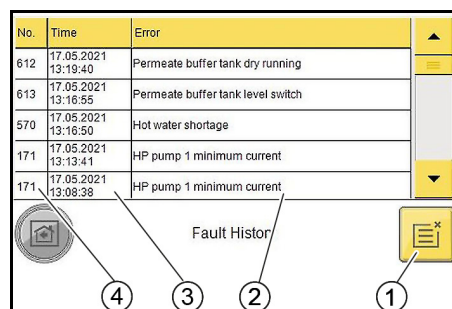 No. Time Error
612 17.05.2021 13:19:40 Permeate buffer tank dry running
613 17.05.2021 13:16:55 Permeate buffer tank level switch
570 17.05.2021 13:16:50 Hot water shortage
171 17.05.2021 13:13:41 HP pump 1 minimum current
171 17.05.2021 13:08:38 HP pump 1 minimum current
Fault History
4 3 2 1